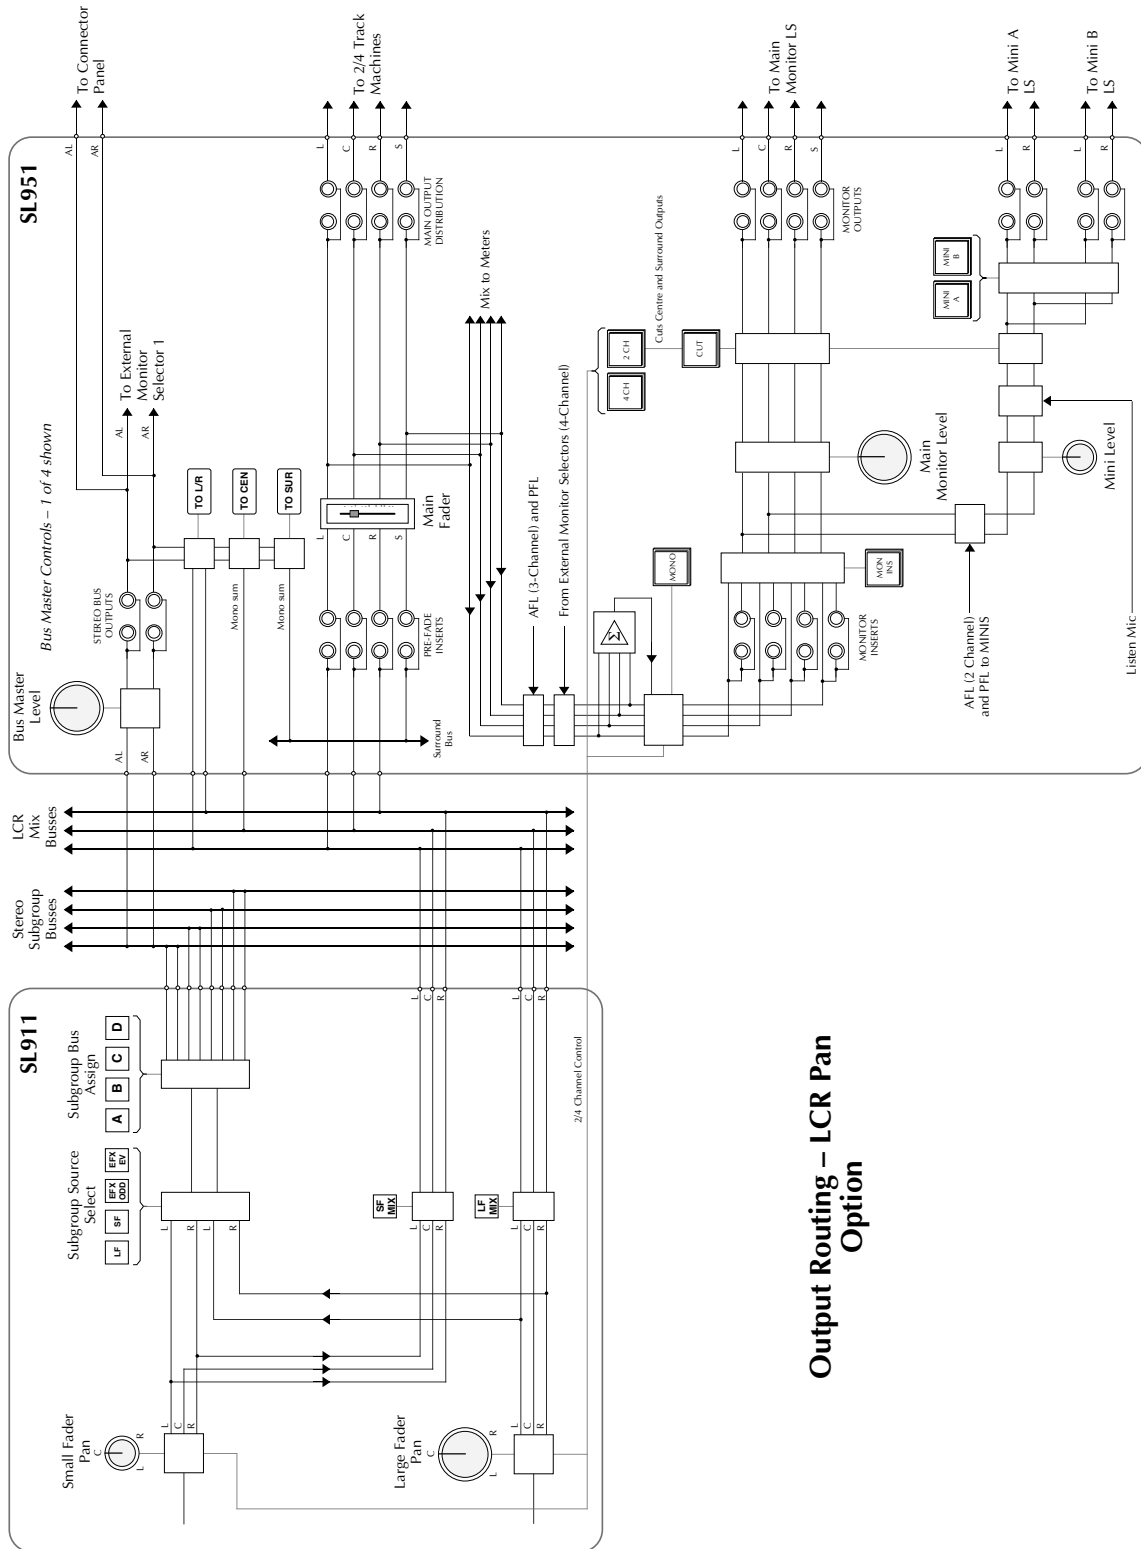 SL911
Small Fader
Pan
L
C
R
L
C
R
Large Fader
Pan
L
C
R
L
C
R
Subgroup Source
Select
LF
SF
EFX
ODD
EFX
EV
L
R
L
R
Subgroup Bus
Assign
A
B
C
D
SF
MIX
L
C
R
LF
MIX
L
C
R
L
C
R
L
C
R
2/4 Channel Control
Stereo
Subgroup
Busses
LCR
Mix
Busses
SL951
Bus Master Controls – 1 of 4 shown
Bus Master
Level
AL
AR
STEREO BUS
OUTPUTS
AL
AR
To External
Monitor
Selector 1
AL
AR
To Connector
Panel
TO L/R
TO CEN
TO SUR
Mono sum
Mono sum
Surround
Bus
PRE-FADE
INSERTS
L
C
R
S
Main
Fader
MAIN OUTPUT
DISTRIBUTION
L
C
R
S
To 2/4 Track
Machines
Mix to Meters
AFL (3-Channel) and PFL
From External Monitor Selectors (4-Channel)
Σ
MONO
MONITOR
INSERTS
MON
INS
4 CH
2 CH
Cuts Centre and Surround Outputs
CUT
Main
Monitor Level
MONITOR
OUTPUTS
L
C
R
S
To Main
Monitor LS
AFL (2 Channel)
and PFL to MINIS
Mini Level
Listen Mic
MINI
A
MINI
B
L
R
To Mini A
LS
L
R
To Mini B
LS
Output Routing – LCR Pan
Option